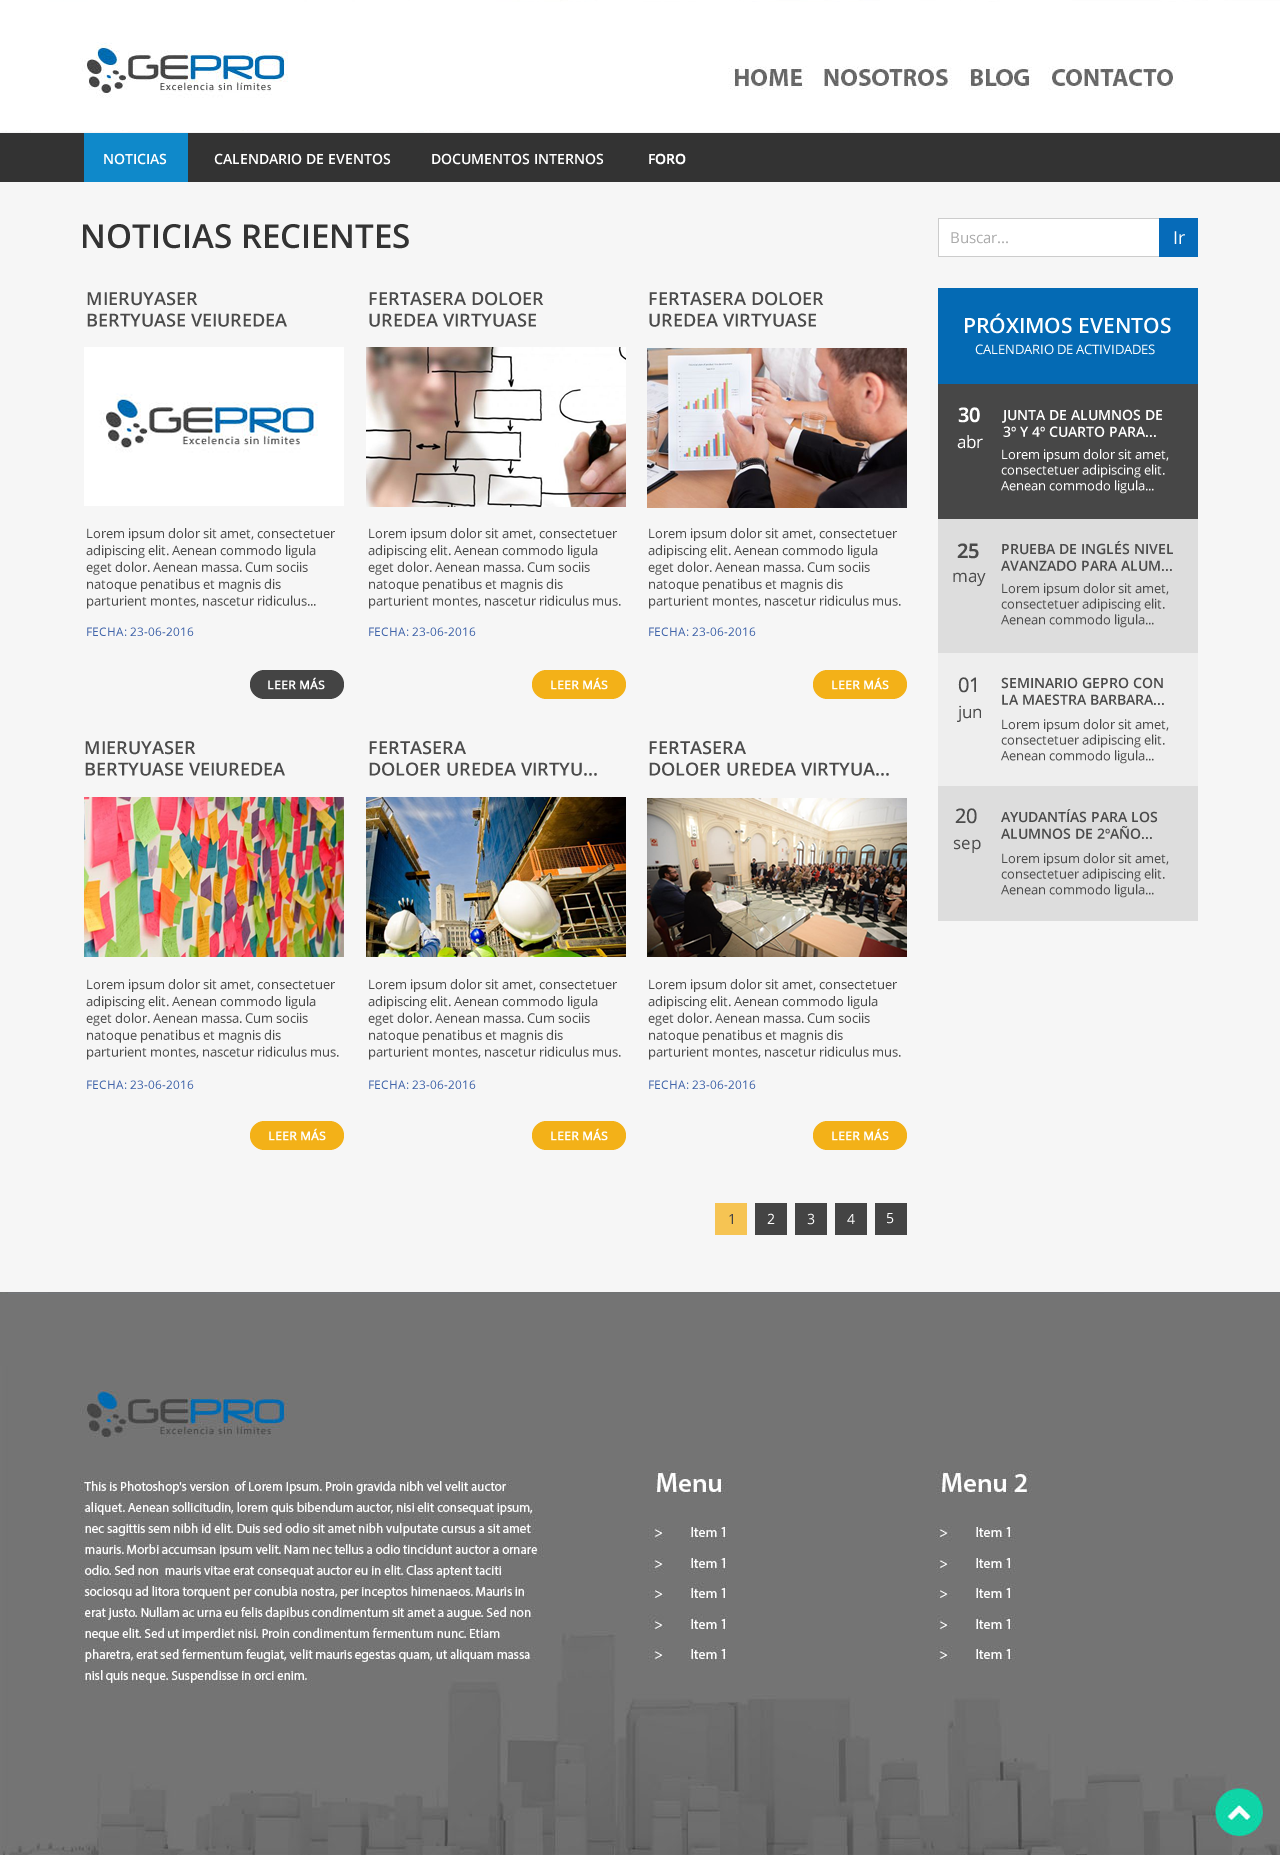 GEPRO
Excelencia sin límites
HOME NOSOTROS BLOG CONTACTO
NOTICIAS CALENDARIO DE EVENTOS DOCUMENTOS INTERNOS FORO
NOTICIAS RECIENTES
Buscar... Ir
MIERUYASER
BERTYUASE VEIUREDEA
GEPRO
Excelencia sin límites
Lorem ipsum dolor sit amet, consectetuer
adipiscing elit. Aenean commodo ligula
eget dolor. Aenean massa. Cum sociis
natoque penatibus et magnis dis
parturient montes, nascetur ridiculus...
FECHA: 23-06-2016
LEER MÁS
FERTASERA DOLOER
UREDEA VIRTYUASE
Lorem ipsum dolor sit amet, consectetuer
adipiscing elit. Aenean commodo ligula
eget dolor. Aenean massa. Cum sociis
natoque penatibus et magnis dis
parturient montes, nascetur ridiculus mus.
FECHA: 23-06-2016
LEER MÁS
FERTASERA DOLOER
UREDEA VIRTYUASE
Lorem ipsum dolor sit amet, consectetuer
adipiscing elit. Aenean commodo ligula
eget dolor. Aenean massa. Cum sociis
natoque penatibus et magnis dis
parturient montes, nascetur ridiculus mus.
FECHA: 23-06-2016
LEER MÁS
MIERUYASER
BERTYUASE VEIUREDEA
Lorem ipsum dolor sit amet, consectetuer
adipiscing elit. Aenean commodo ligula
eget dolor. Aenean massa. Cum sociis
natoque penatibus et magnis dis
parturient montes, nascetur ridiculus mus.
FECHA: 23-06-2016
LEER MÁS
FERTASERA
DOLOER UREDEA VIRTYU...
Lorem ipsum dolor sit amet, consectetuer
adipiscing elit. Aenean commodo ligula
eget dolor. Aenean massa. Cum sociis
natoque penatibus et magnis dis
parturient montes, nascetur ridiculus mus.
FECHA: 23-06-2016
LEER MÁS
FERTASERA
DOLOER UREDEA VIRTYUA...
Lorem ipsum dolor sit amet, consectetuer
adipiscing elit. Aenean commodo ligula
eget dolor. Aenean massa. Cum sociis
natoque penatibus et magnis dis
parturient montes, nascetur ridiculus mus.
FECHA: 23-06-2016
LEER MÁS
1 2 3 4 5
PRÓXIMOS EVENTOS
CALENDARIO DE ACTIVIDADES
30
abr
JUNTA DE ALUMNOS DE
3º Y 4º CUARTO PARA...
Lorem ipsum dolor sit amet,
consectetuer adipiscing elit.
Aenean commodo ligula...
25
may
PRUEBA DE INGLÉS NIVEL
AVANZADO PARA ALUM...
Lorem ipsum dolor sit amet,
consectetuer adipiscing elit.
Aenean commodo ligula...
01
jun
SEMINARIO GEPRO CON
LA MAESTRA BARBARA...
Lorem ipsum dolor sit amet,
consectetuer adipiscing elit.
Aenean commodo ligula...
20
sep
AYUDANTÍAS PARA LOS
ALUMNOS DE 2ºAÑO...
Lorem ipsum dolor sit amet,
consectetuer adipiscing elit.
Aenean commodo ligula...
GEPRO
Excelencia sin límites
This is Photoshop's version of Lorem Ipsum. Proin gravida nibh vel velit auctor
aliquet. Aenean sollicitudin, lorem quis bibendum auctor, nisi elit consequat ipsum,
nec sagittis sem nibh id elit. Duis sed odio sit amet nibh vulputate cursus a sit amet
mauris. Morbi accumsan ipsum velit. Nam nec tellus a odio tincidunt auctor a ornare
odio. Sed non mauris vitae erat consequat auctor eu in elit. Class aptent taciti
sociosqu ad litora torquent per conubia nostra, per inceptos himenaeos. Mauris in
erat justo. Nullam ac urna eu felis dapibus condimentum sit amet a augue. Sed non
neque elit. Sed ut imperdiet nisi. Proin condimentum fermentum nunc. Etiam
pharetra, erat sed fermentum feugiat, velit mauris egestas quam, ut aliquam massa
nisl quis neque. Suspendisse in orci enim.
Menu
> Item 1
> Item 1
> Item 1
> Item 1
> Item 1
Menu 2
> Item 1
> Item 1
> Item 1
> Item 1
> Item 1